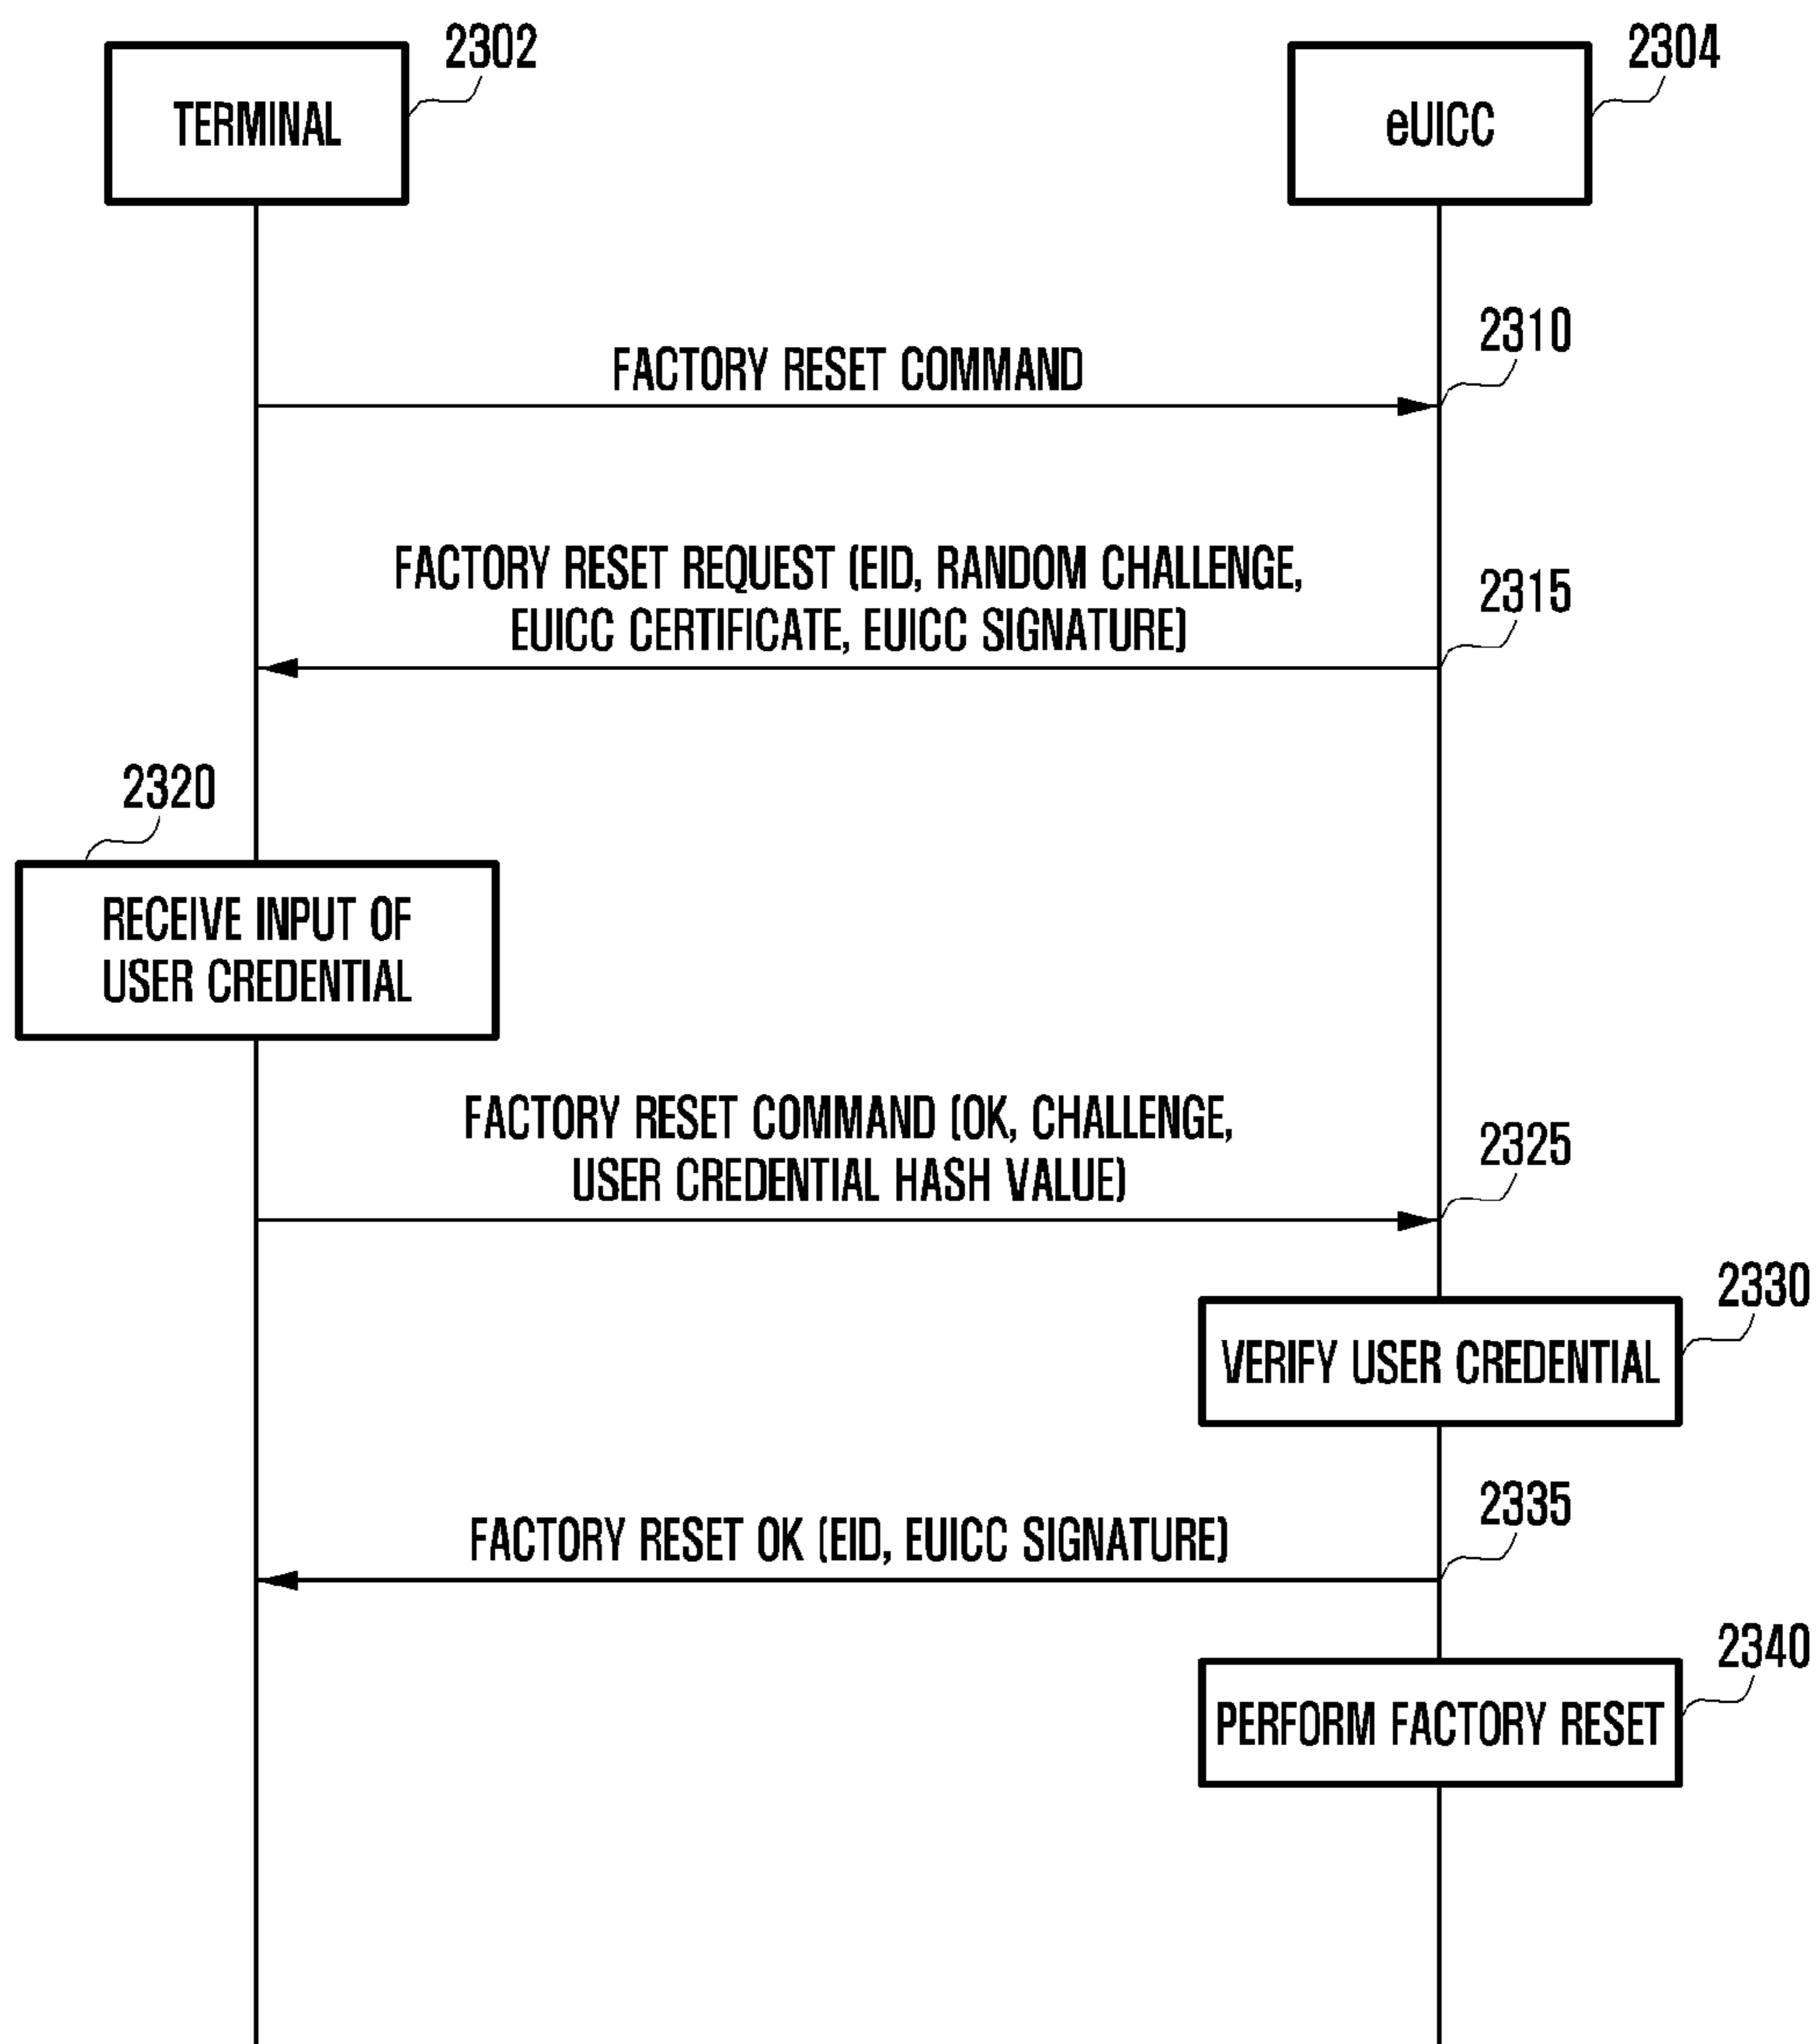 2302
TERMINAL
2304
eUICC
2310
FACTORY RESET COMMAND
FACTORY RESET REQUEST (EID, RANDOM CHALLENGE,
EUICC CERTIFICATE, EUICC SIGNATURE)
2315
2320
RECEIVE INPUT OF
USER CREDENTIAL
FACTORY RESET COMMAND (OK, CHALLENGE,
USER CREDENTIAL HASH VALUE)
2325
2330
VERIFY USER CREDENTIAL
2335
FACTORY RESET OK (EID, EUICC SIGNATURE)
2340
PERFORM FACTORY RESET